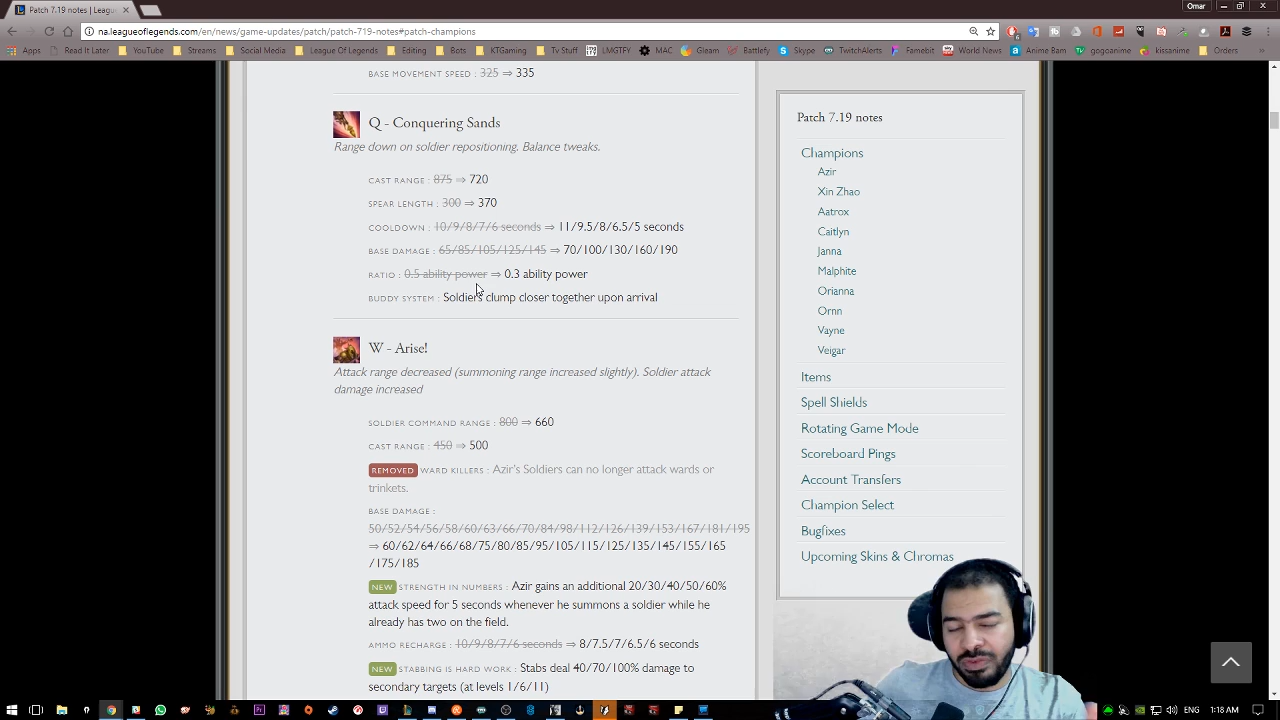 Patch 7.19 notes | Leagu
Omar
na.leagueoflegends.com/en/news/game-updates/patch/patch-719-notes#patch-champions
Apps Read It Later YouTube Streams Social Media League Of Legends Editing Bots KTGaming Tv Stuff LMGTFY MAC Gleam Battlefy Skype TwitchAlerts Famebit World News Anime Bam gogoanime kissanime Orders
BASE MOVEMENT SPEED : 325 ⇒ 335
Q - Conquering Sands
Range down on soldier repositioning. Balance tweaks.
CAST RANGE : 875 ⇒ 720
SPEAR LENGTH : 300 ⇒ 370
COOLDOWN : 10/9/8/7/6 seconds ⇒ 11/9.5/8/6.5/5 seconds
BASE DAMAGE : 65/85/105/125/145 ⇒ 70/100/130/160/190
RATIO : 0.5 ability power ⇒ 0.3 ability power
BUDDY SYSTEM : Soldiers clump closer together upon arrival
W - Arise!
Attack range decreased (summoning range increased slightly). Soldier attack
damage increased
SOLDIER COMMAND RANGE : 800 ⇒ 660
CAST RANGE : 450 ⇒ 500
REMOVED WARD KILLERS : Azir's Soldiers can no longer attack wards or
trinkets.
BASE DAMAGE :
50/52/54/56/58/60/63/66/70/84/98/112/126/139/153/167/181/195
⇒ 60/62/64/66/68/75/80/85/95/105/115/125/135/145/155/165
/175/185
NEW STRENGTH IN NUMBERS : Azir gains an additional 20/30/40/50/60%
attack speed for 5 seconds whenever he summons a soldier while he
already has two on the field.
AMMO RECHARGE : 10/9/8/7/6 seconds ⇒ 8/7.5/7/6.5/6 seconds
NEW STABBING IS HARD WORK : Stabs deal 40/70/100% damage to
secondary targets (at levels 1/6/11)
Patch 7.19 notes
Champions
Azir
Xin Zhao
Aatrox
Caitlyn
Janna
Malphite
Orianna
Ornn
Vayne
Veigar
Items
Spell Shields
Rotating Game Mode
Scoreboard Pings
Account Transfers
Champion Select
Bugfixes
Upcoming Skins & Chromas
ENG 1:18 AM